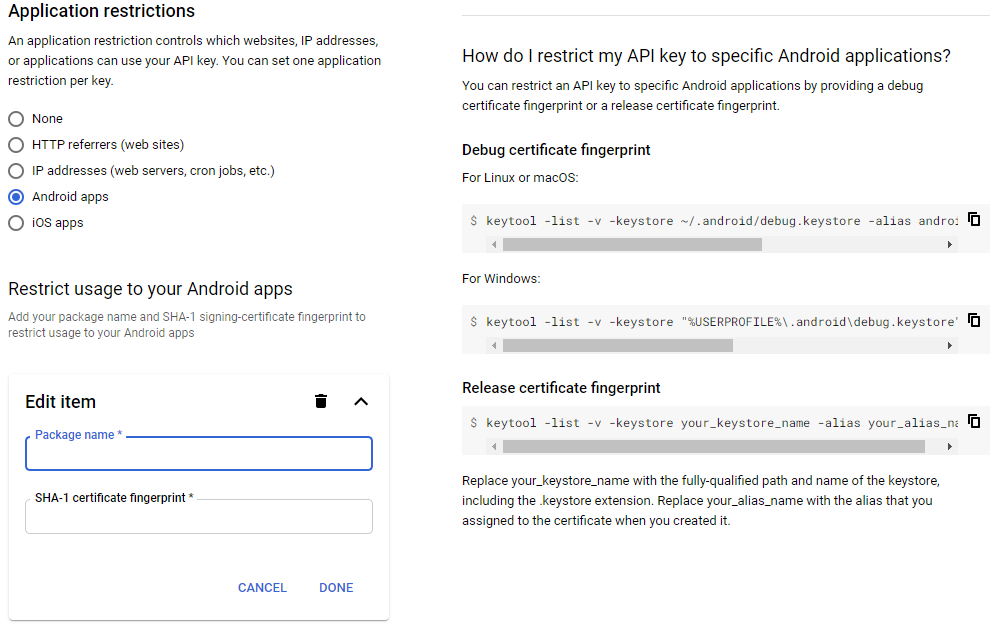 Application restrictions
An application restriction controls which websites, IP addresses,
or applications can use your API key. You can set one application
restriction per key.
None
HTTP referrers (web sites)
IP addresses (web servers, cron jobs, etc.)
Android apps
iOS apps
Restrict usage to your Android apps
Add your package name and SHA-1 signing-certificate fingerprint to
restrict usage to your Android apps
Edit item
Package name *
SHA-1 certificate fingerprint *
CANCEL DONE
How do I restrict my API key to specific Android applications?
You can restrict an API key to specific Android applications by providing a debug
certificate fingerprint or a release certificate fingerprint.
Debug certificate fingerprint
For Linux or macOS:
$ keytool -list -v -keystore ~/.android/debug.keystore -alias androi
For Windows:
$ keytool -list -v -keystore "%USERPROFILE%\.android\debug.keystore"
Release certificate fingerprint
$ keytool -list -v -keystore your_keystore_name -alias your_alias_na
Replace your_keystore_name with the fully-qualified path and name of the keystore,
including the .keystore extension. Replace your_alias_name with the alias that you
assigned to the certificate when you created it.